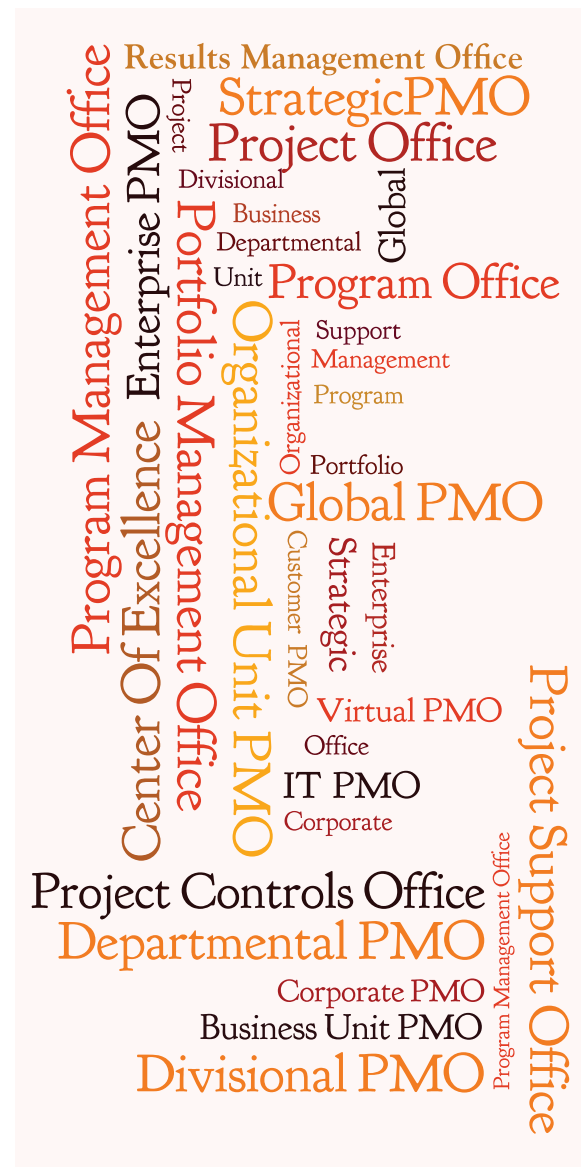 Results Management Office
Program Management Office
Enterprise PMO
Project
StrategicPMO
Project Office
Divisional
Global
Portfolio Management Office
Business
Departmental
Unit
Program Office
Organizational Unit PMO
Organizational
Support
Management
Program
Center Of Excellence
Portfolio
Global PMO
Customer PMO
Strategic
Enterprise
Project Support Office
Virtual PMO
Office
IT PMO
Corporate
Program Management Office
Project Controls Office
Departmental PMO
Corporate PMO
Business Unit PMO
Divisional PMO